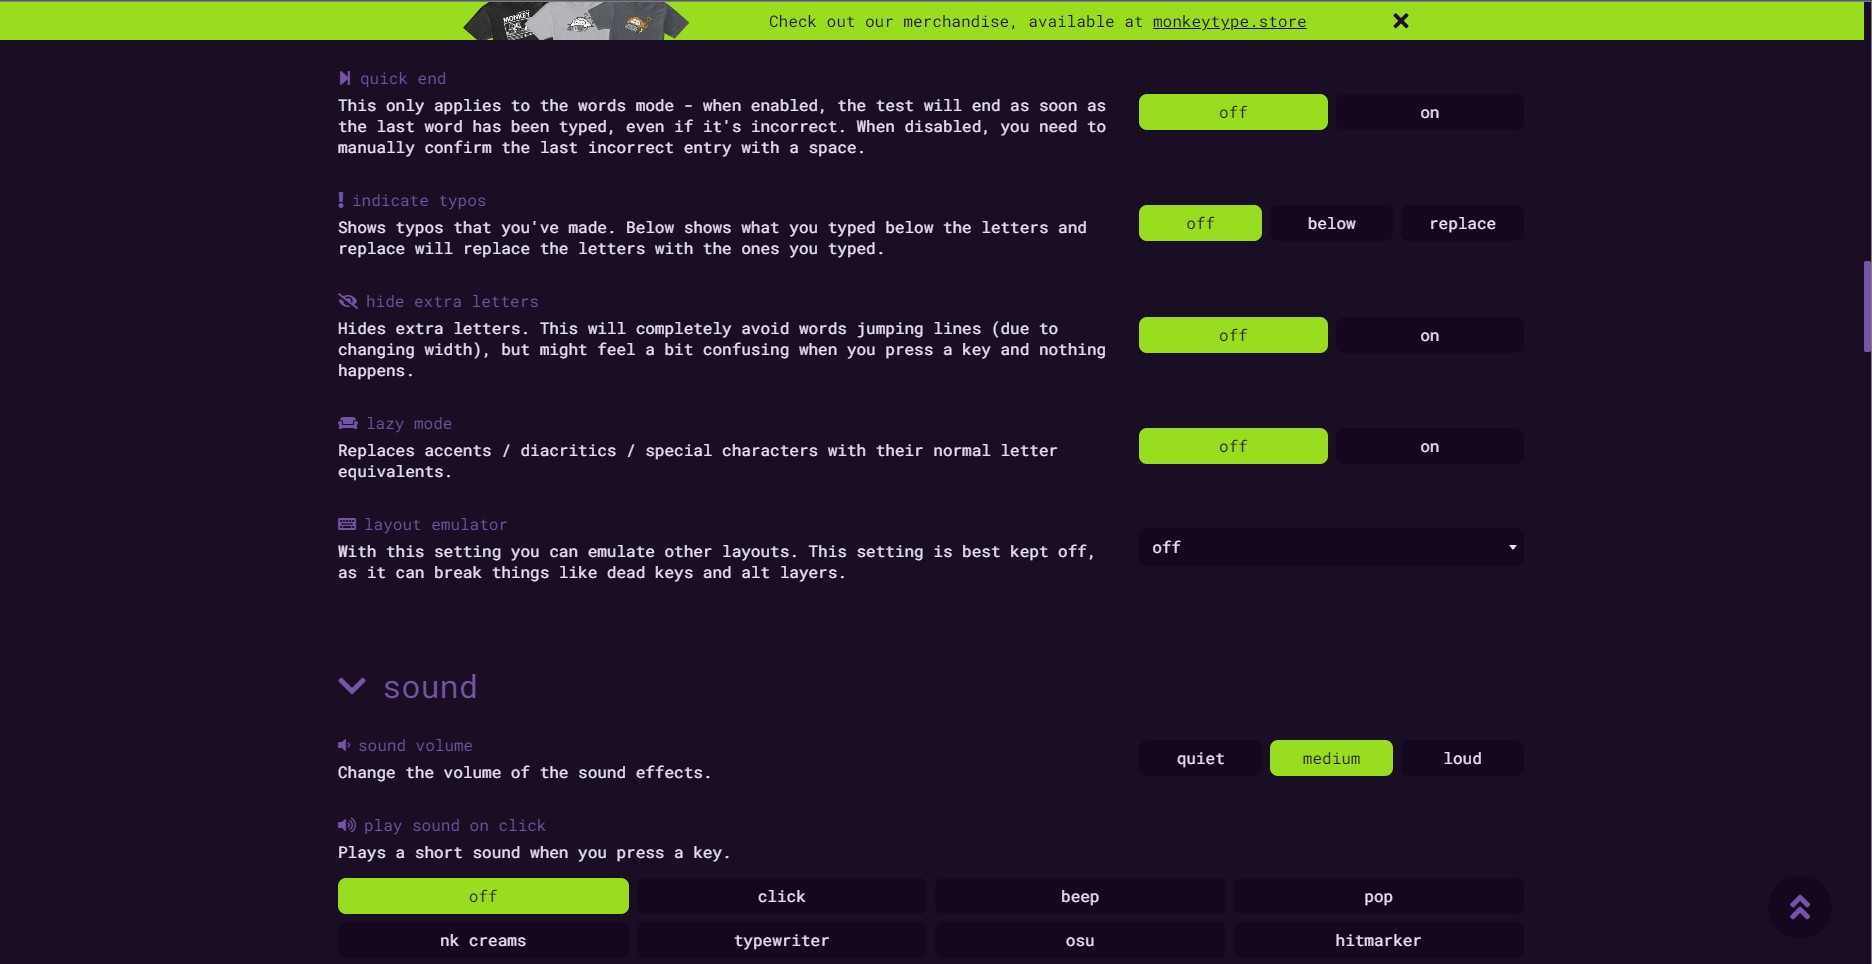 MONKEY
Check out our merchandise, available at monkeytype.store
quick end
This only applies to the words mode - when enabled, the test will end as soon as
the last word has been typed, even if it's incorrect. When disabled, you need to
manually confirm the last incorrect entry with a space.
off on
indicate typos
Shows typos that you've made. Below shows what you typed below the letters and
replace will replace the letters with the ones you typed.
off below replace
hide extra letters
Hides extra letters. This will completely avoid words jumping lines (due to
changing width), but might feel a bit confusing when you press a key and nothing
happens.
off on
lazy mode
Replaces accents / diacritics / special characters with their normal letter
equivalents.
off on
layout emulator
With this setting you can emulate other layouts. This setting is best kept off,
as it can break things like dead keys and alt layers.
off
sound
sound volume
Change the volume of the sound effects.
quiet medium loud
play sound on click
Plays a short sound when you press a key.
off click beep pop
nk creams typewriter osu hitmarker